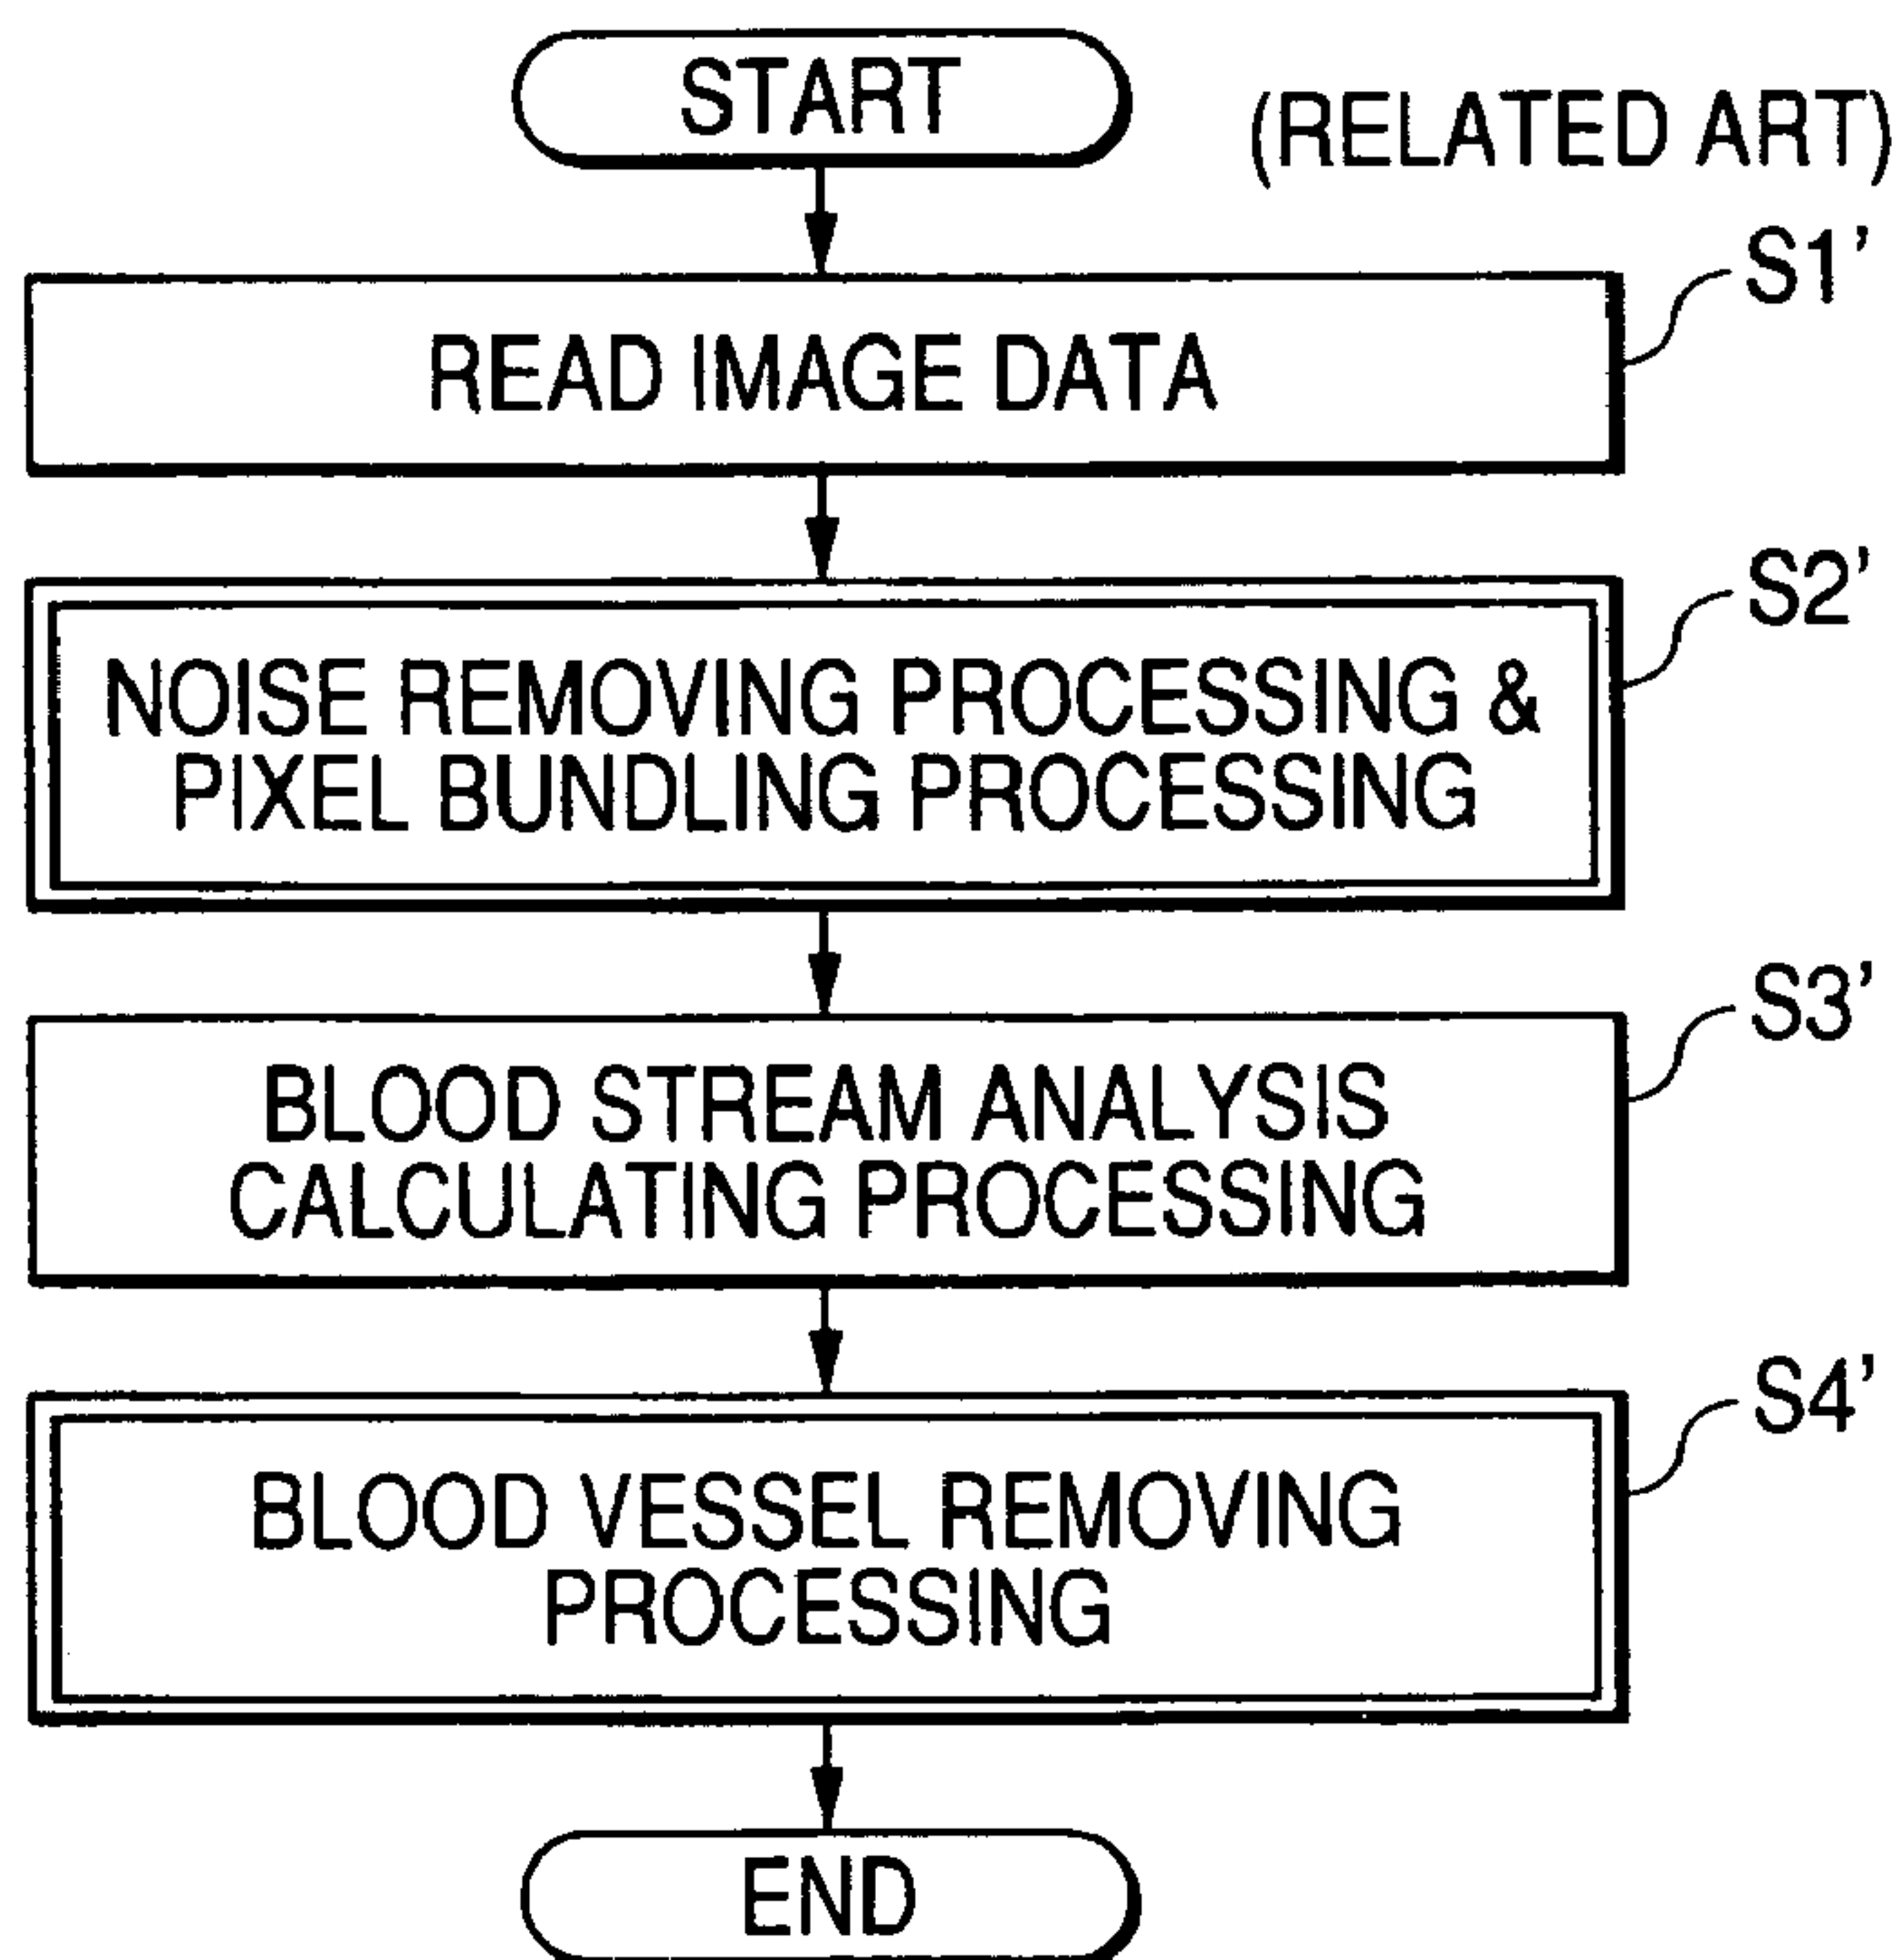 START
(RELATED ART)
S1'
READ IMAGE DATA
S2'
NOISE REMOVING PROCESSING &
PIXEL BUNDLING PROCESSING
S3'
BLOOD STREAM ANALYSIS
CALCULATING PROCESSING
S4'
BLOOD VESSEL REMOVING
PROCESSING
END